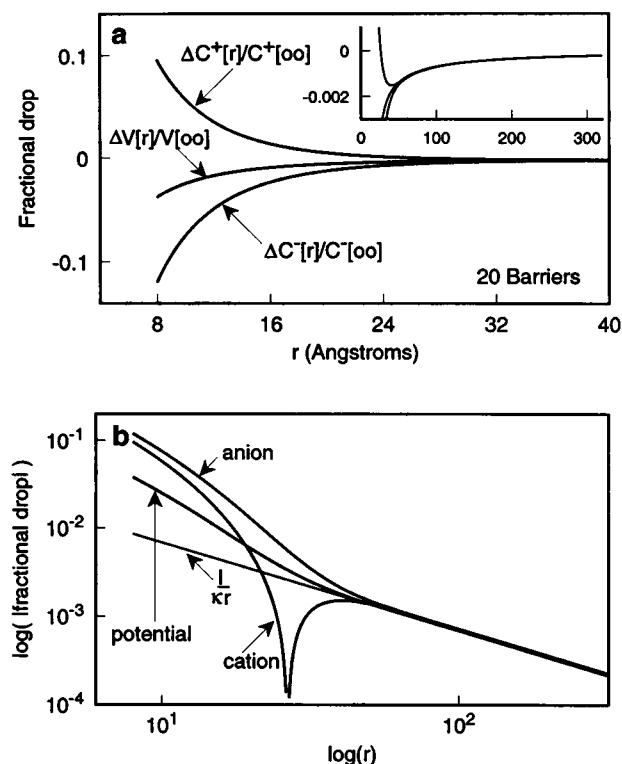 a
0.1
0
-0.1
Fractional drop
ΔC⁺[r]/C⁺[oo]
ΔV[r]/V[oo]
ΔC⁻[r]/C⁻[oo]
20 Barriers
0
-0.002
0 100 200 300
8 16 24 32 40
r (Angstroms)
b
10⁻¹
10⁻²
10⁻³
10⁻⁴
log( |fractional drop| )
anion
I
κr
potential
cation
10¹ 10²
log(r)